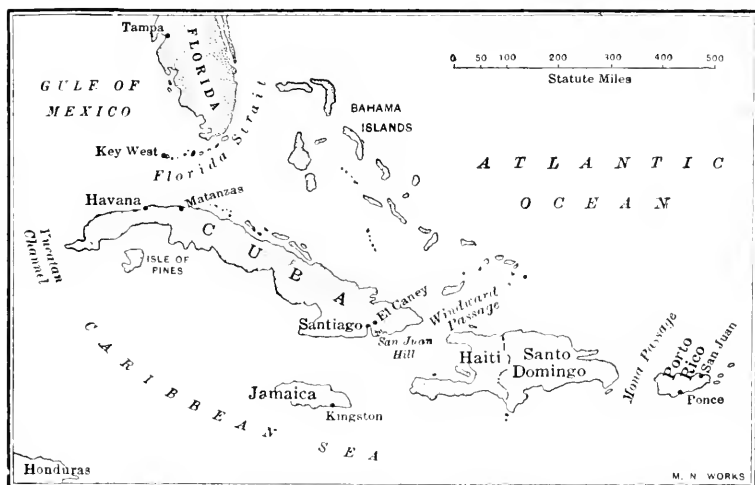 Tampa
FLORIDA
GULF OF
MEXICO
0 50 100 200 300 400 500
Statute Miles
BAHAMA
ISLANDS
Key West
Florida Strait
ATLANTIC
OCEAN
Havana
Matanzas
Yucatan
Channel
CUBA
ISLE OF
PINES
El Caney
Santiago
San Juan
Hill
Windward
Passage
Haiti
Santo
Domingo
Mona Passage
Porto
Rico
San Juan
Ponce
Jamaica
Kingston
CARIBBEAN SEA
Honduras
M. N. WORKS